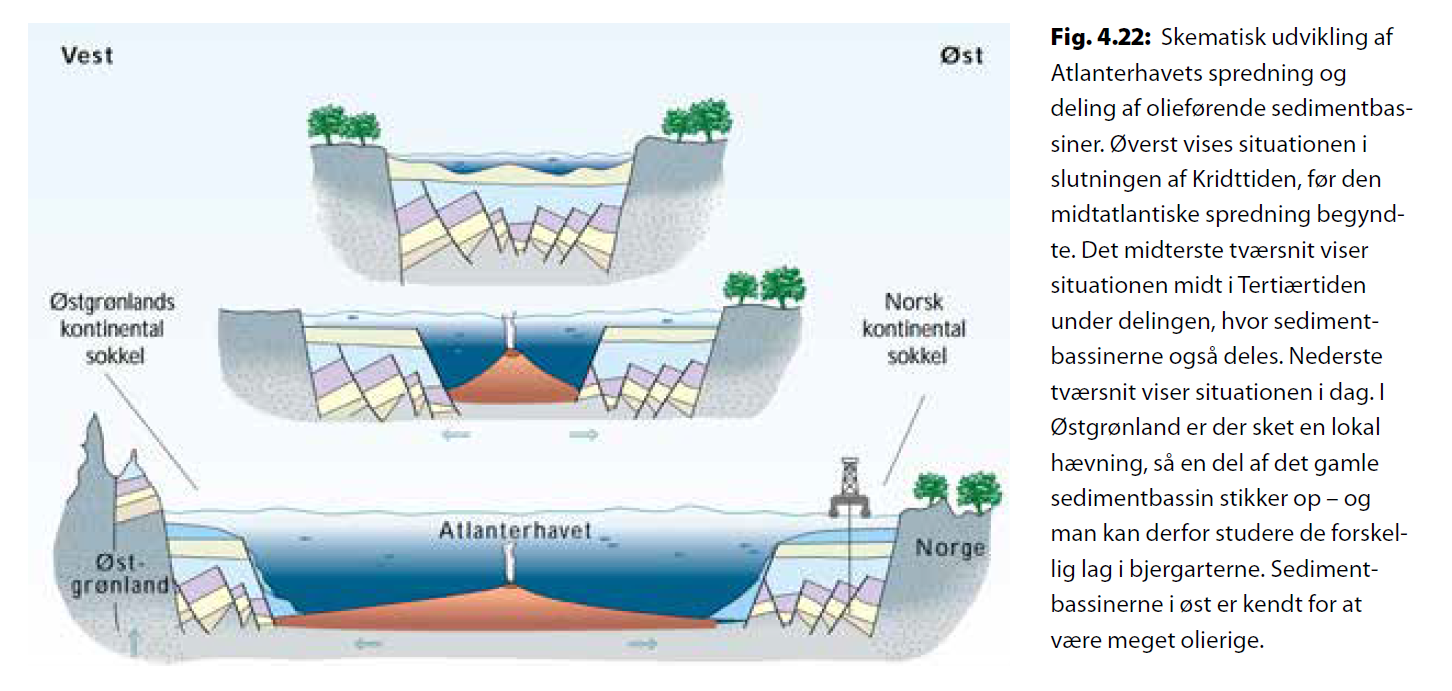 Vest
Øst
Østgrønlands
kontinental
sokkel
Norsk
kontinental
sokkel
Atlanterhavet
Øst-
grønland
Norge
Fig. 4.22: Skematisk udvikling af
Atlanterhavets spredning og
deling af olieførende sedimentbas-
siner. Øverst vises situationen i
slutningen af Kridttiden, før den
midtatlantiske spredning begynd-
te. Det midterste tværsnit viser
situationen midt i Tertiærtiden
under delingen, hvor sediment-
bassinerne også deles. Nederste
tværsnit viser situationen i dag. I
Østgrønland er der sket en lokal
hævning, så en del af det gamle
sedimentbassin stikker op – og
man kan derfor studere de forskel-
lig lag i bjergarterne. Sediment-
bassinerne i øst er kendt for at
være meget olierige.